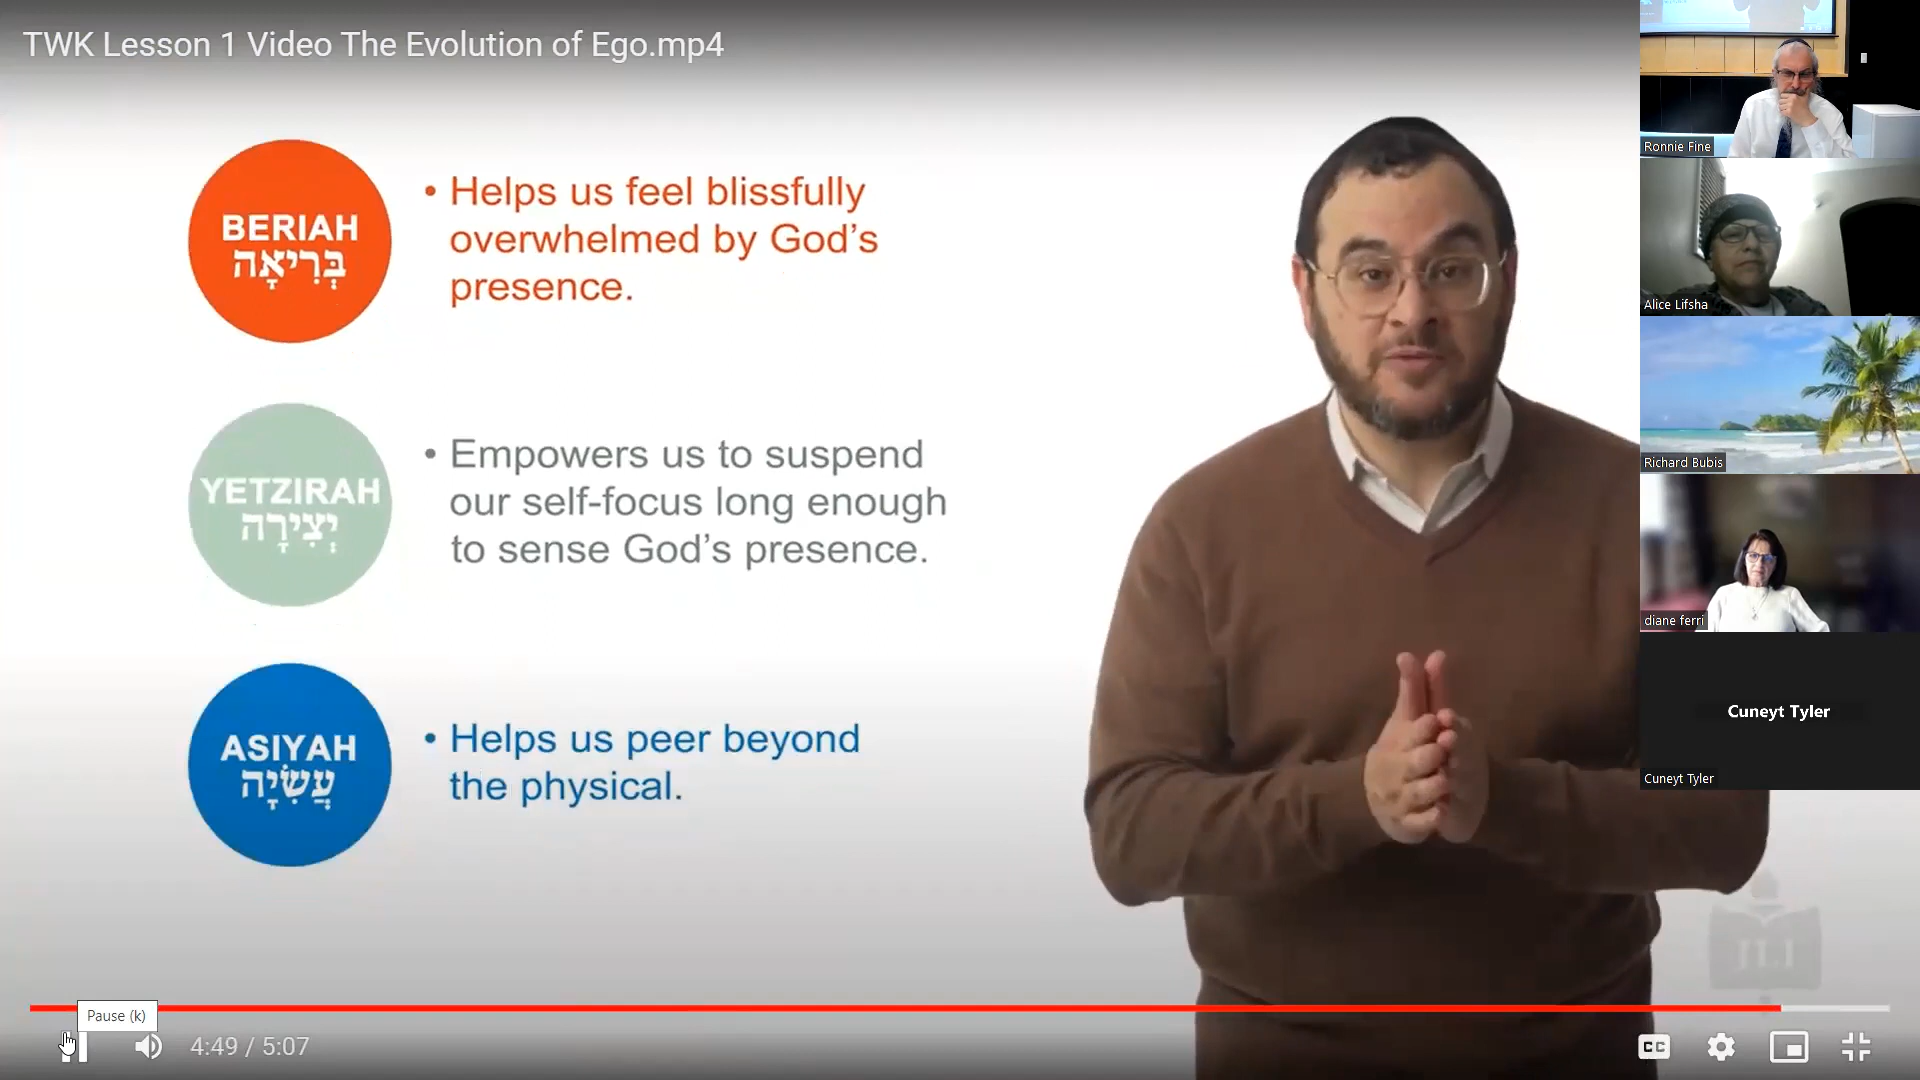 TWK Lesson 1 Video The Evolution of Ego.mp4
BERIAH
בְּרִיאָה
• Helps us feel blissfully
overwhelmed by God’s
presence.
YETZIRAH
יְצִירָה
• Empowers us to suspend
our self-focus long enough
to sense God’s presence.
ASIYAH
עֲשִׂיָּה
• Helps us peer beyond
the physical.
Ronnie Fine
Alice Lifsha
Richard Bubis
diane ferri
Cuneyt Tyler
Cuneyt Tyler
JLI
Pause (k)
4:49 / 5:07
CC